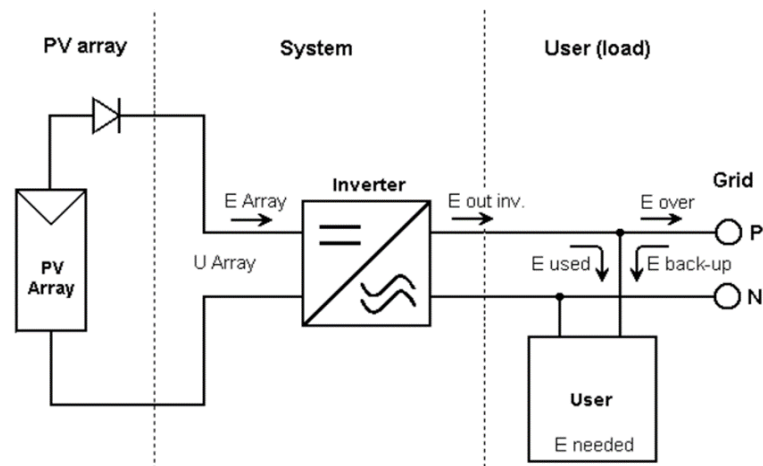 PV array
System
User (load)
Inverter
Grid
E Array
E out inv.
E over
P
PV
Array
U Array
E used
E back-up
N
User
E needed